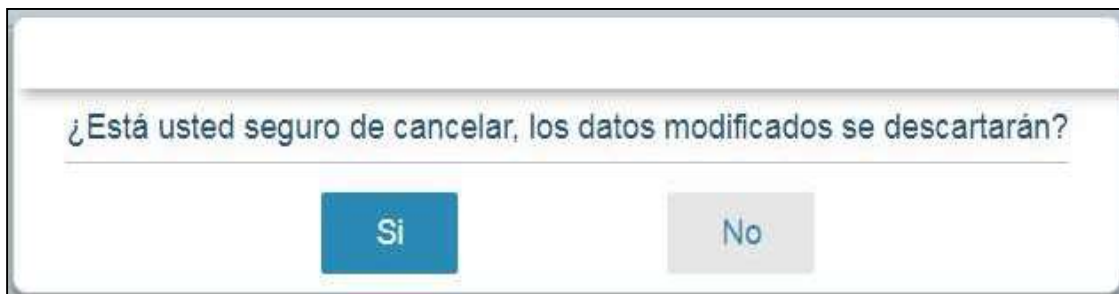 ¿Está usted seguro de cancelar, los datos modificados se descartarán?
Si
No